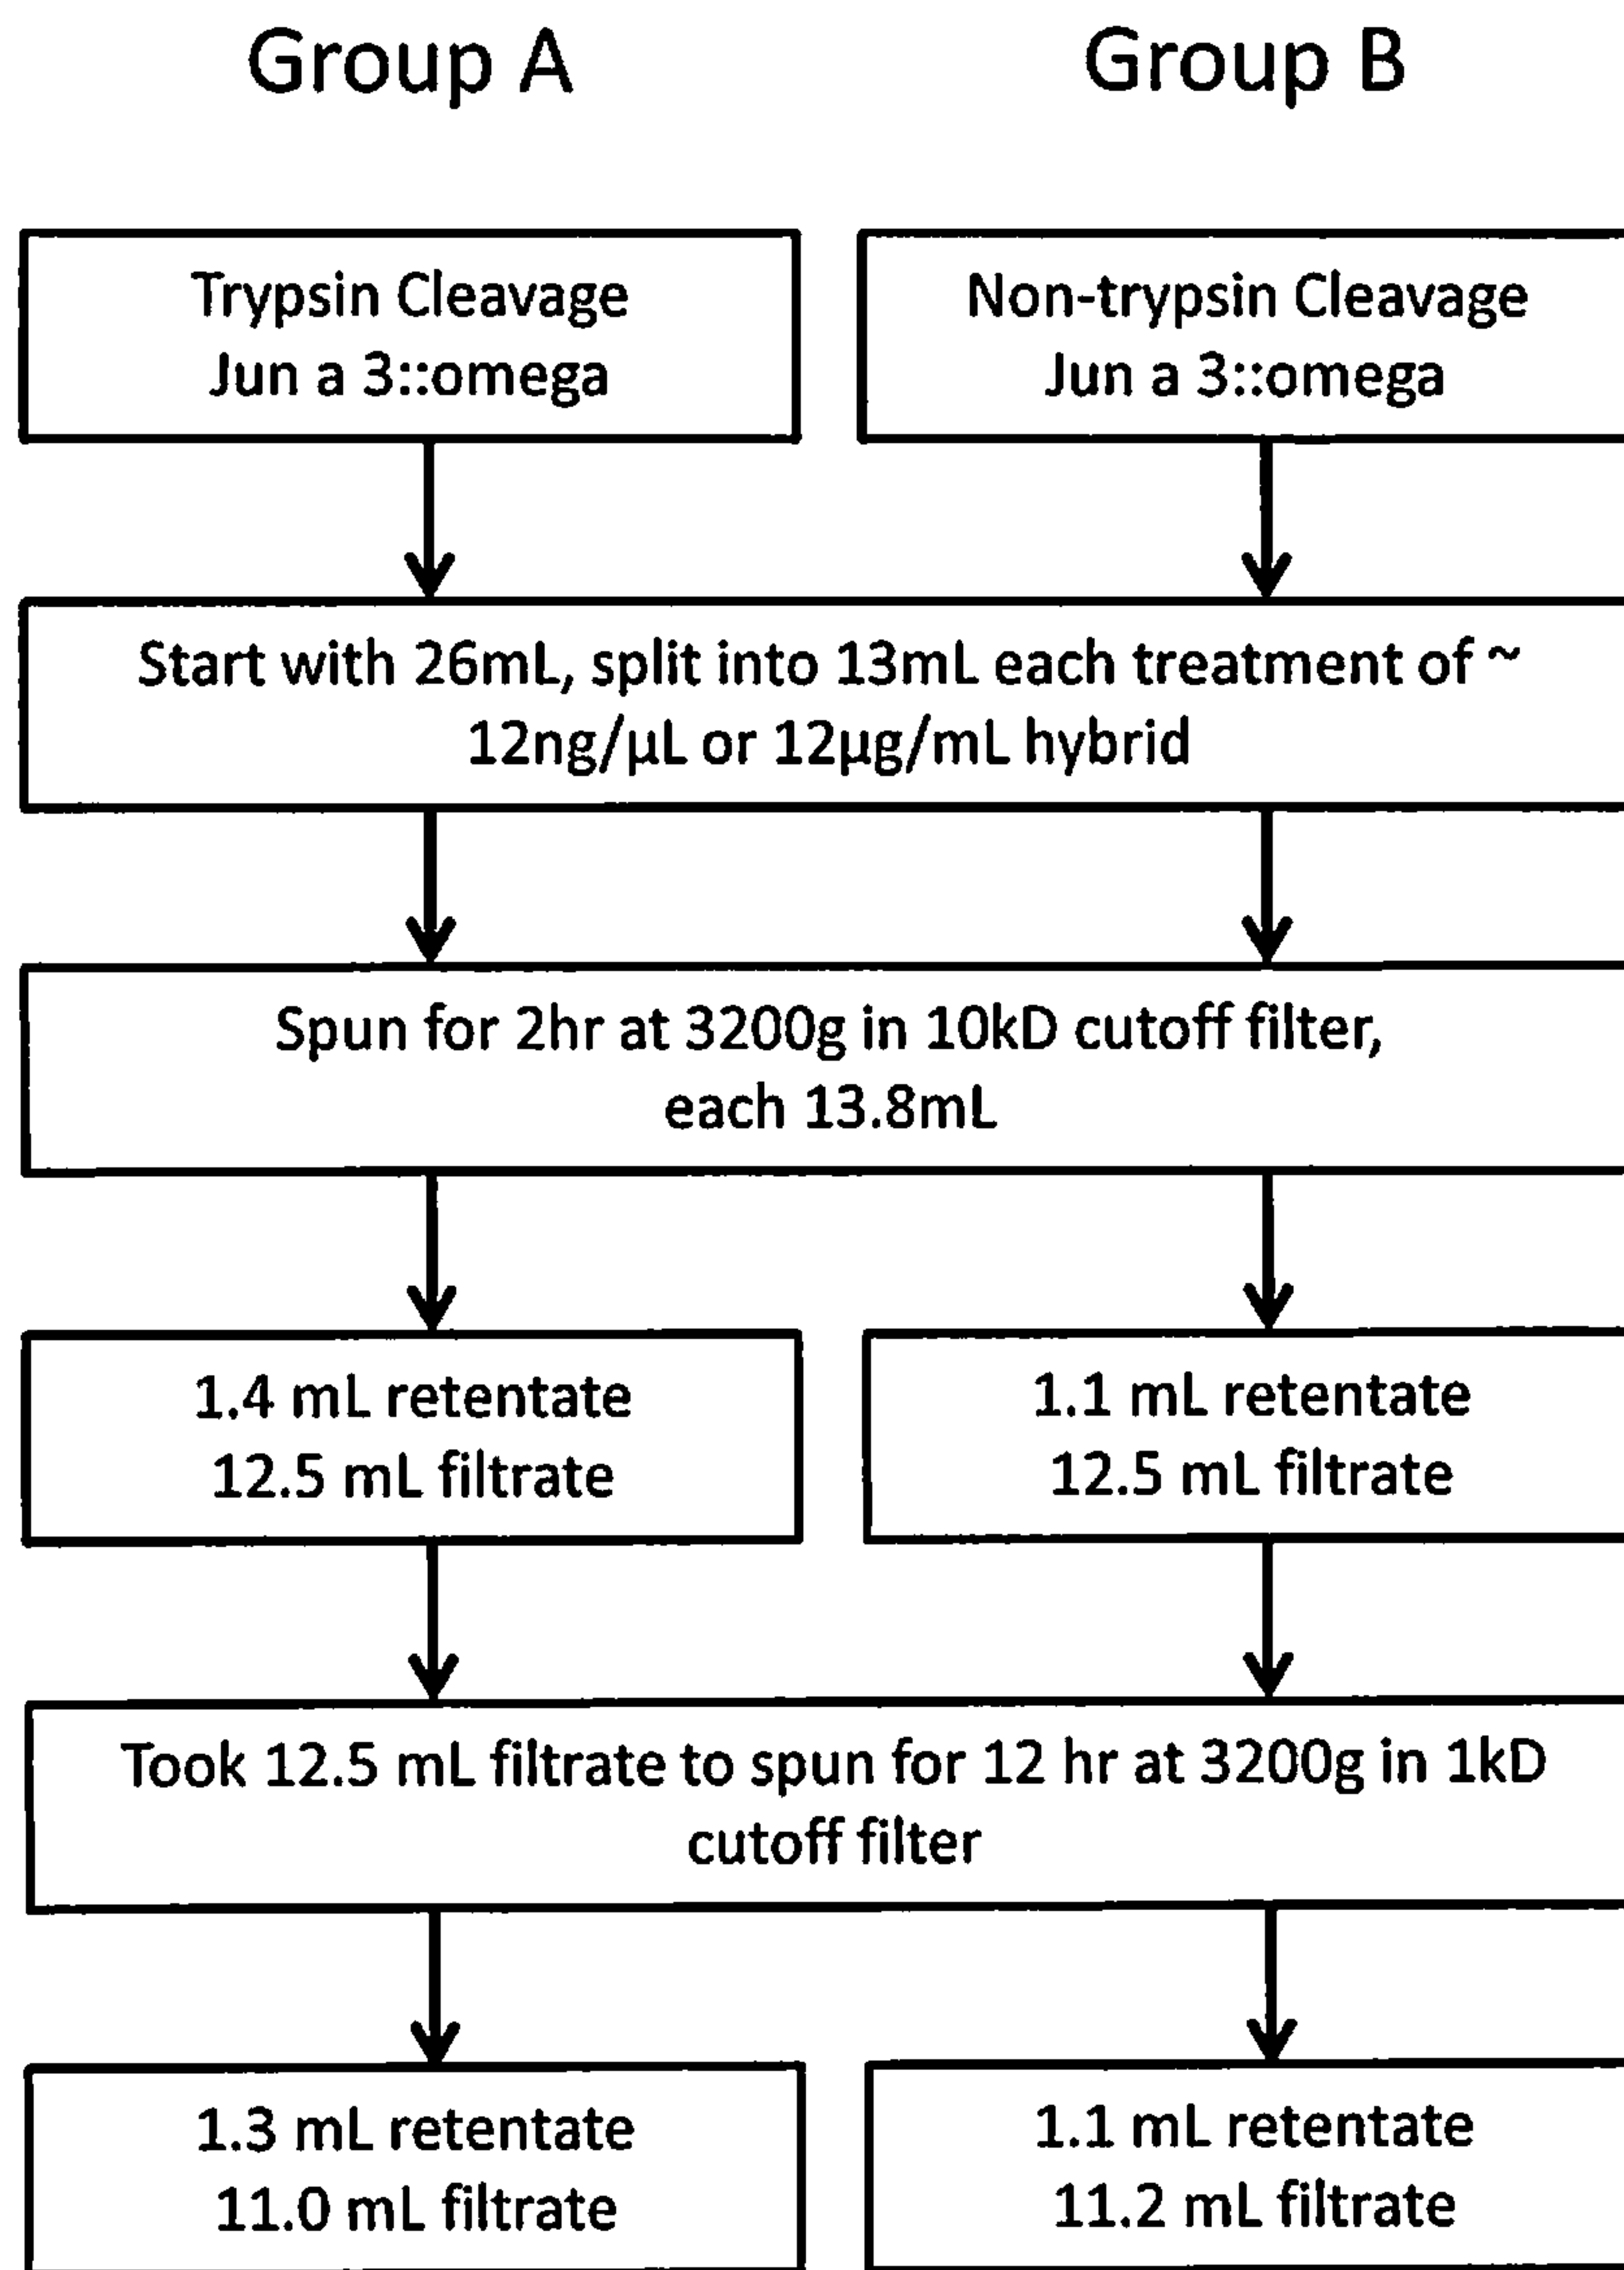 Group A
Group B
Trypsin Cleavage
Jun a 3::omega
Non-trypsin Cleavage
Jun a 3::omega
Start with 26mL, split into 13mL each treatment of ~
12ng/µL or 12µg/mL hybrid
Spun for 2hr at 3200g in 10kD cutoff filter,
each 13.8mL
1.4 mL retentate
12.5 mL filtrate
1.1 mL retentate
12.5 mL filtrate
Took 12.5 mL filtrate to spun for 12 hr at 3200g in 1kD
cutoff filter
1.3 mL retentate
11.0 mL filtrate
1.1 mL retentate
11.2 mL filtrate